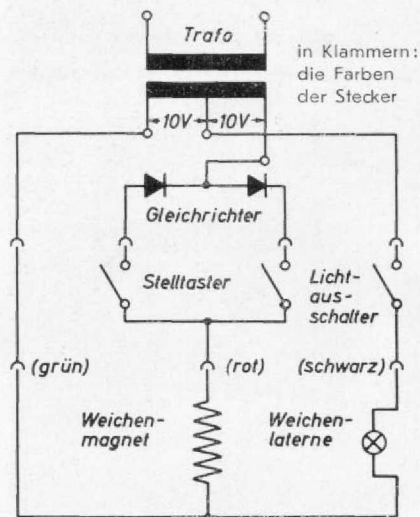 Trafo
in Klammern:
die Farben
der Stecker
10V 10V
Gleichrichter
Stelltaster
Licht-
aus-
schalter
(grün) (rot) (schwarz)
Weichen-
magnet
Weichen-
laterne